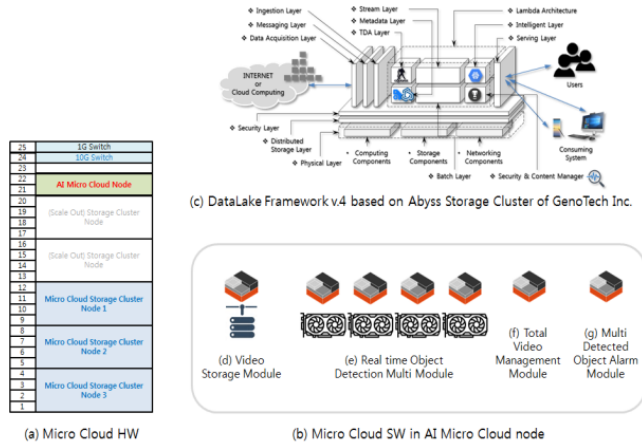 ❖ Ingestion Layer
❖ Messaging Layer
❖ Data Acquisition Layer
❖ Stream Layer
❖ Metadata Layer
❖ TDA Layer
❖ Lambda Architecture
❖ Intelligent Layer
❖ Serving Layer
INTERNET
or
Cloud Computing
Users
Consuming
System
❖ Security Layer
❖ Distributed
Storage Layer
❖ Physical Layer
• Computing
Components
• Storage
Components
• Networking
Components
❖ Batch Layer
❖ Security & Content Manager
(c) DataLake Framework v.4 based on Abyss Storage Cluster of GenoTech Inc.
25 1G Switch
24 10G Switch
23
22
21
AI Micro Cloud Node
20
19
18
17
(Scale Out) Storage Cluster
Node
16
15
14
13
(Scale Out) Storage Cluster
Node
12
11
10
9
Micro Cloud Storage Cluster
Node 1
8
7
6
5
Micro Cloud Storage Cluster
Node 2
4
3
2
1
Micro Cloud Storage Cluster
Node 3
(a) Micro Cloud HW
(d) Video
Storage Module
(e) Real time Object
Detection Multi Module
(f) Total
Video
Management
Module
(g) Multi
Detected
Object Alarm
Module
(b) Micro Cloud SW in AI Micro Cloud node